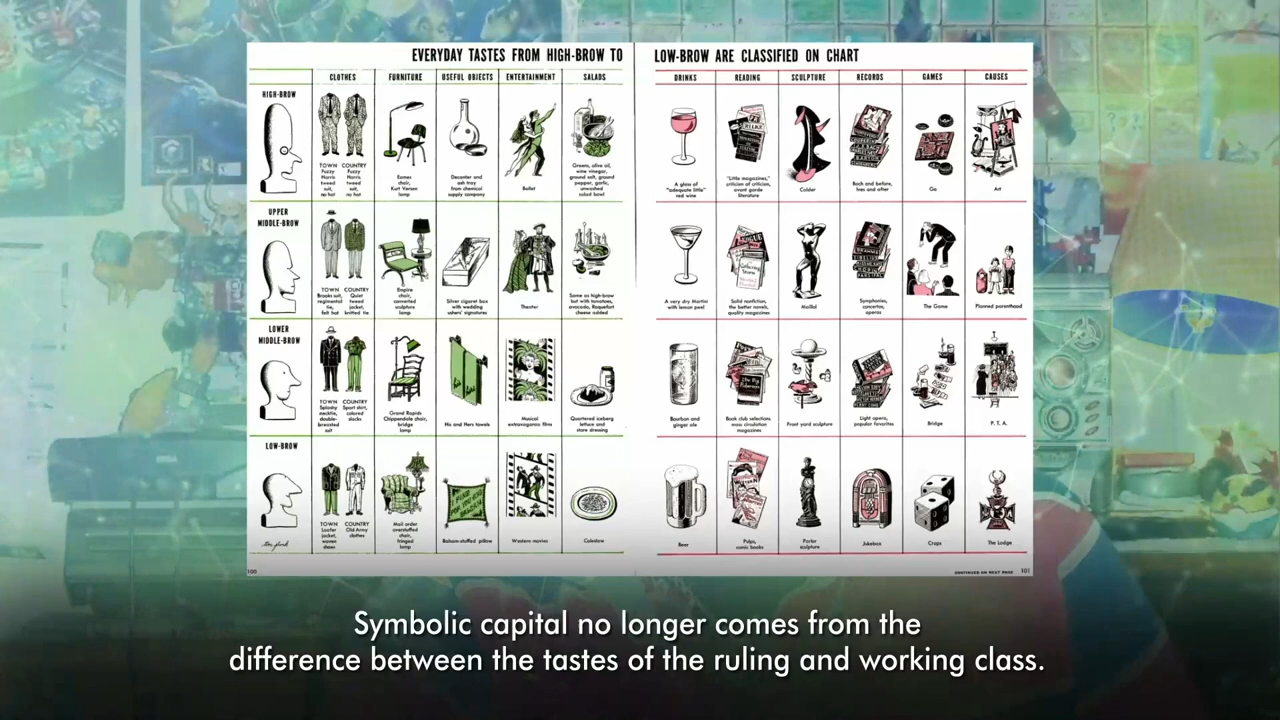 EVERYDAY TASTES FROM HIGH-BROW TO
LOW-BROW ARE CLASSIFIED ON CHART
CLOTHES
FURNITURE
USEFUL OBJECTS
ENTERTAINMENT
SALADS
DRINKS
READING
SCULPTURE
RECORDS
GAMES
CAUSES
HIGH-BROW
TOWN
Fuzzy
Harris
tweed
suit,
no hat
COUNTRY
Fuzzy
Harris
tweed
suit,
no hat
Eames
chair,
Kurt Versen
lamp
Decanter and
ash tray
from chemical
supply company
Ballet
Greens, olive oil,
wine vinegar,
ground salt, ground
pepper, garlic,
unwashed
salad bowl
A glass of
"adequate little"
red wine
"Little magazines,"
criticism of criticism,
avant garde
literature
Calder
Bach and before,
Ives and after
Go
Art
UPPER
MIDDLE-BROW
TOWN
Brooks suit,
regimental
tie,
felt hat
COUNTRY
Quiet
tweed
jacket,
knitted tie
Empire
chair,
converted
sculpture
lamp
Silver cigaret box
with wedding
ushers' signatures
Theater
Same as high-brow
but with tomatoes,
avocado, Roquefort
cheese added
A very dry Martini
with lemon peel
Solid nonfiction,
the better novels,
quality magazines
Maillol
Symphonies,
concertos,
operas
The Game
Planned parenthood
LOWER
MIDDLE-BROW
TOWN
Splashy
necktie,
double-
breasted
suit
COUNTRY
Sport shirt,
colored
slacks
Grand Rapids
Chippendale chair,
bridge
lamp
His and Hers towels
Musical
extravaganza films
Quartered iceberg
lettuce and
store dressing
Bourbon and
ginger ale
Book club selections
mass circulation
magazines
Front yard sculpture
Light opera,
popular favorites
Bridge
P. T. A.
LOW-BROW
TOWN
Loafer
jacket,
woven
shoes
COUNTRY
Old Army
clothes
Mail order
overstuffed
chair,
fringed
lamp
Balsam-stuffed pillow
Western movies
Coleslaw
Beer
Pulps,
comic books
Parlor
sculpture
Jukebox
Craps
The Lodge
100
CONTINUED ON NEXT PAGE 101
Symbolic capital no longer comes from the
difference between the tastes of the ruling and working class.